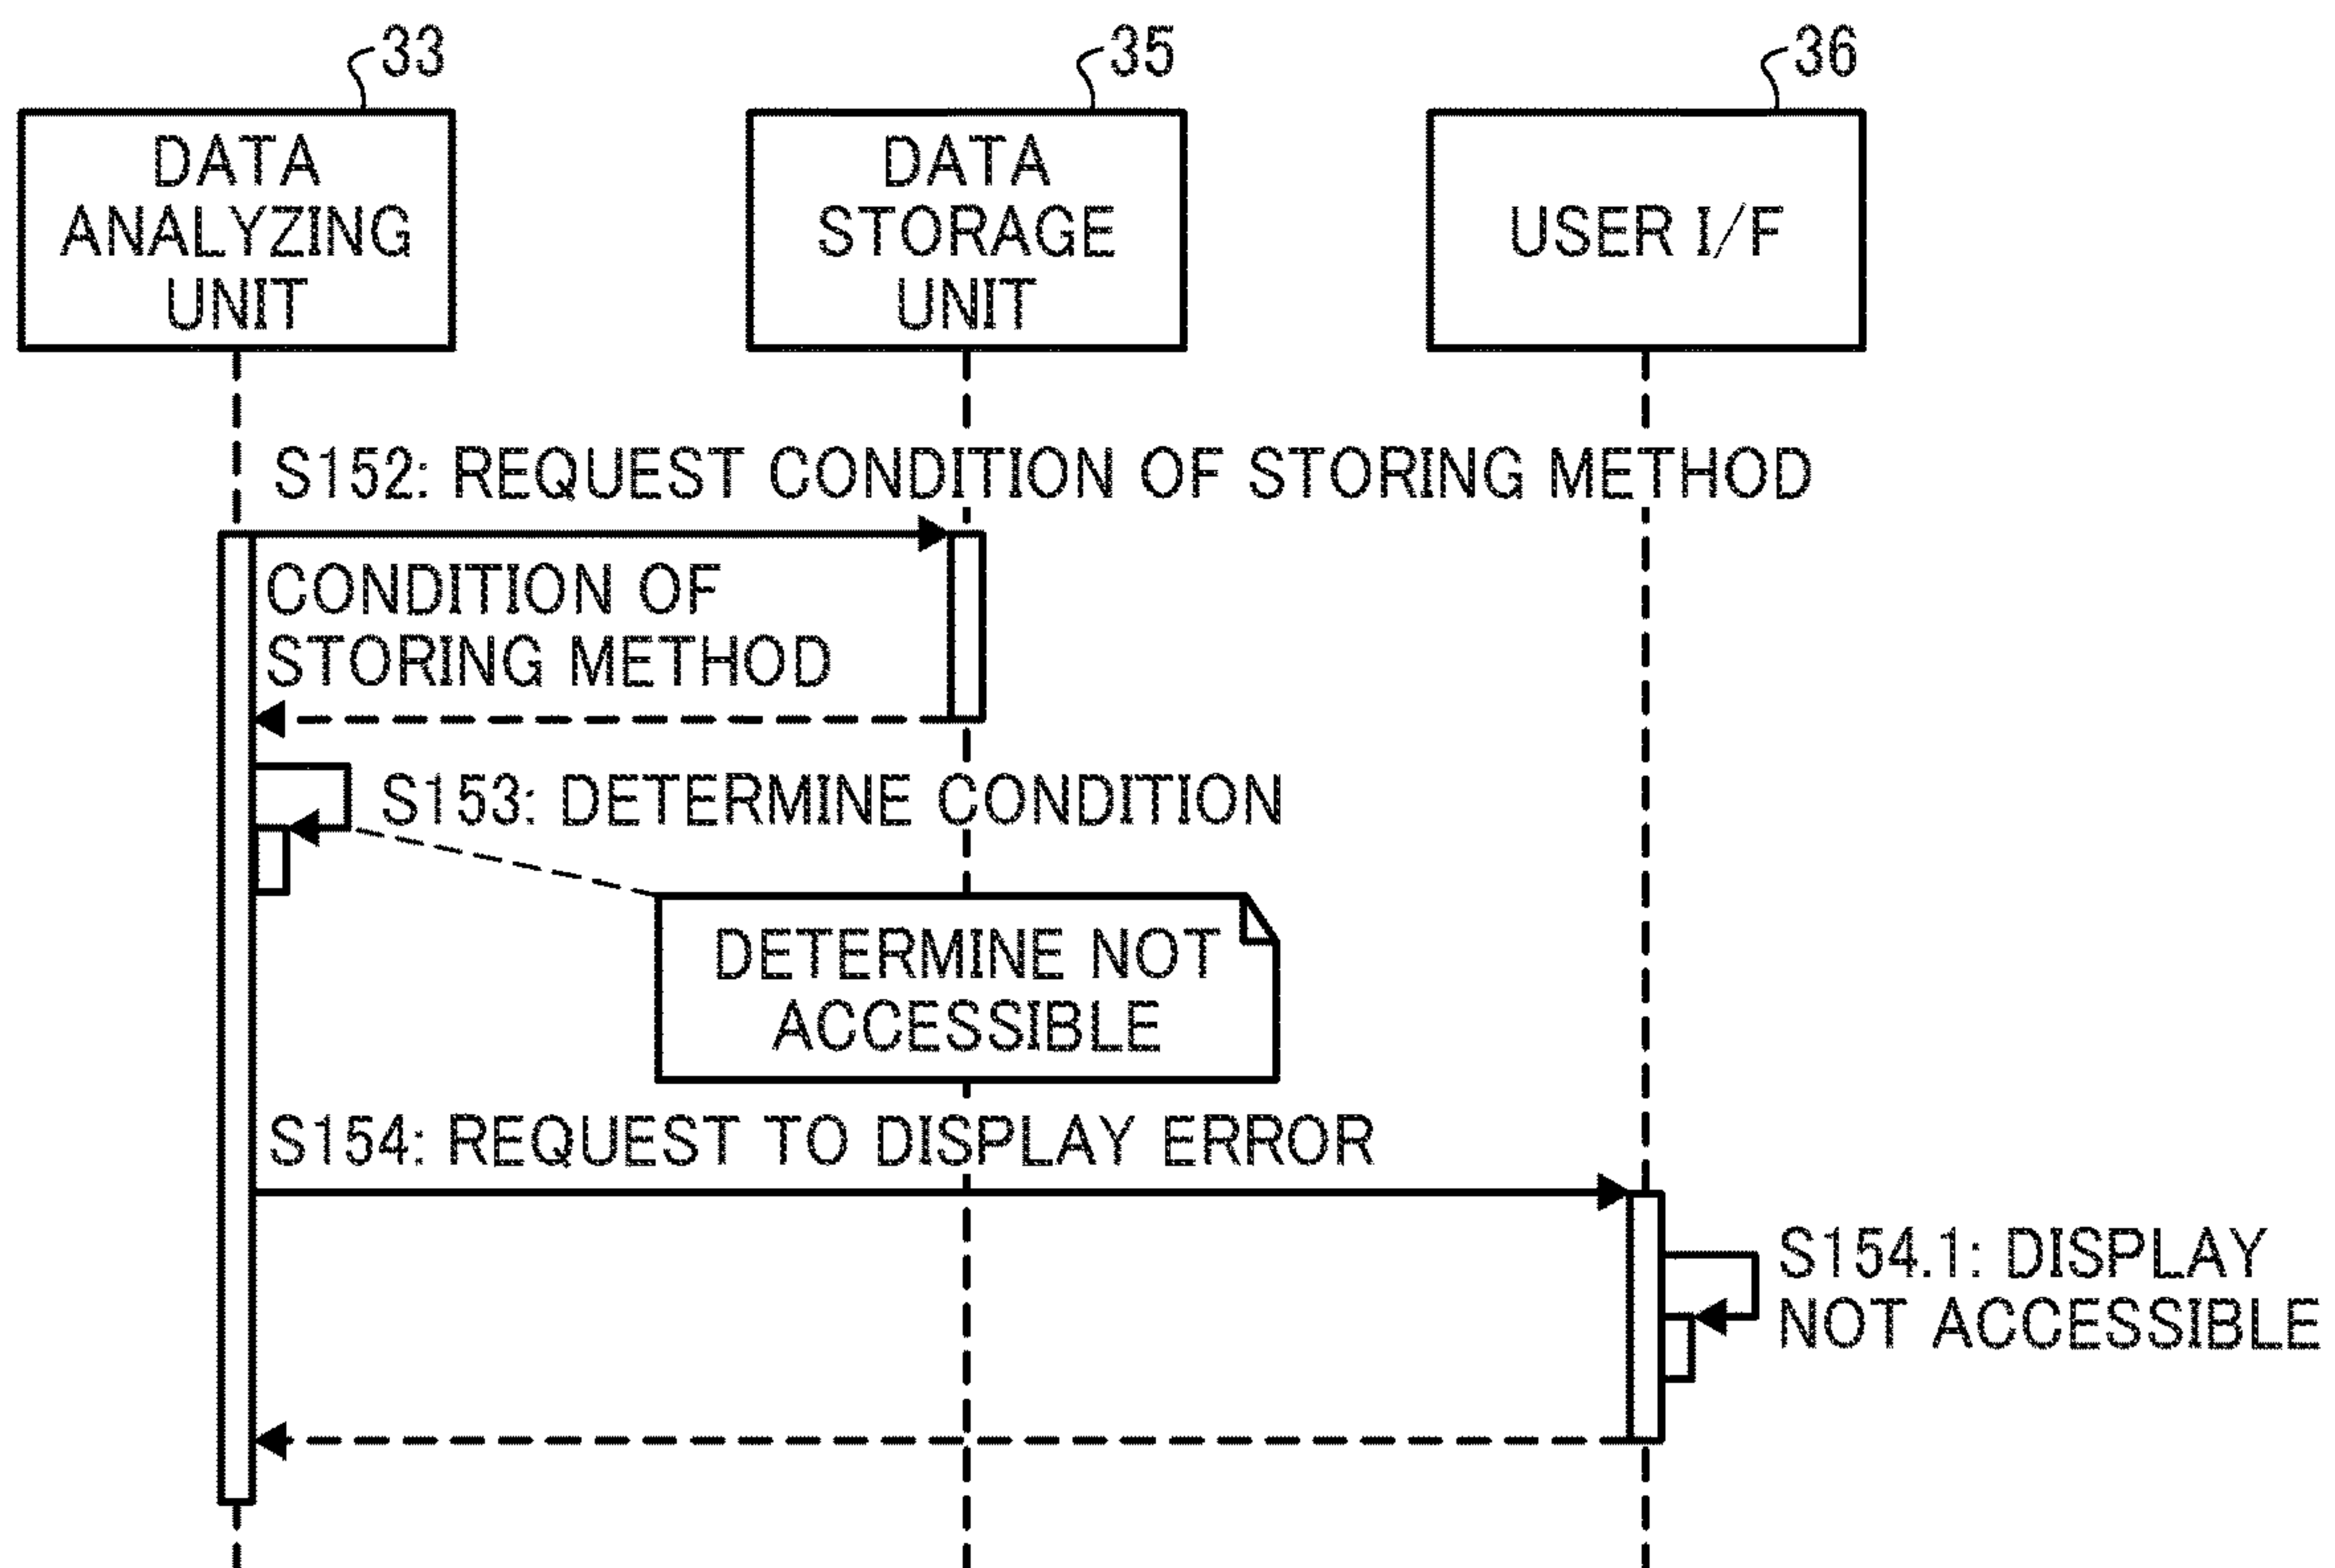 33
35
36
DATA
ANALYZING
UNIT
DATA
STORAGE
UNIT
USER I/F
S152: REQUEST CONDITION OF STORING METHOD
CONDITION OF
STORING METHOD
S153: DETERMINE CONDITION
DETERMINE NOT
ACCESSIBLE
S154: REQUEST TO DISPLAY ERROR
S154.1: DISPLAY
NOT ACCESSIBLE